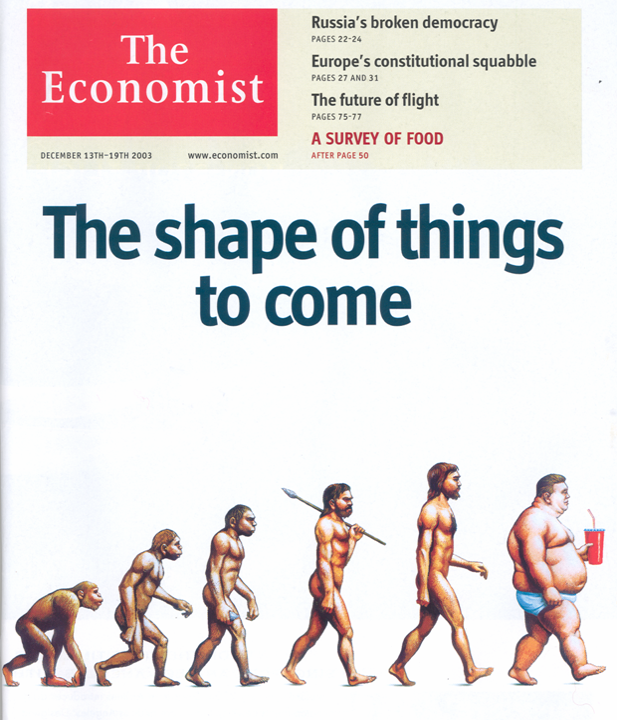 The
Economist
DECEMBER 13TH–19TH 2003 www.economist.com
Russia's broken democracy
PAGES 22-24
Europe's constitutional squabble
PAGES 27 AND 31
The future of flight
PAGES 75-77
A SURVEY OF FOOD
AFTER PAGE 50
The shape of things
to come